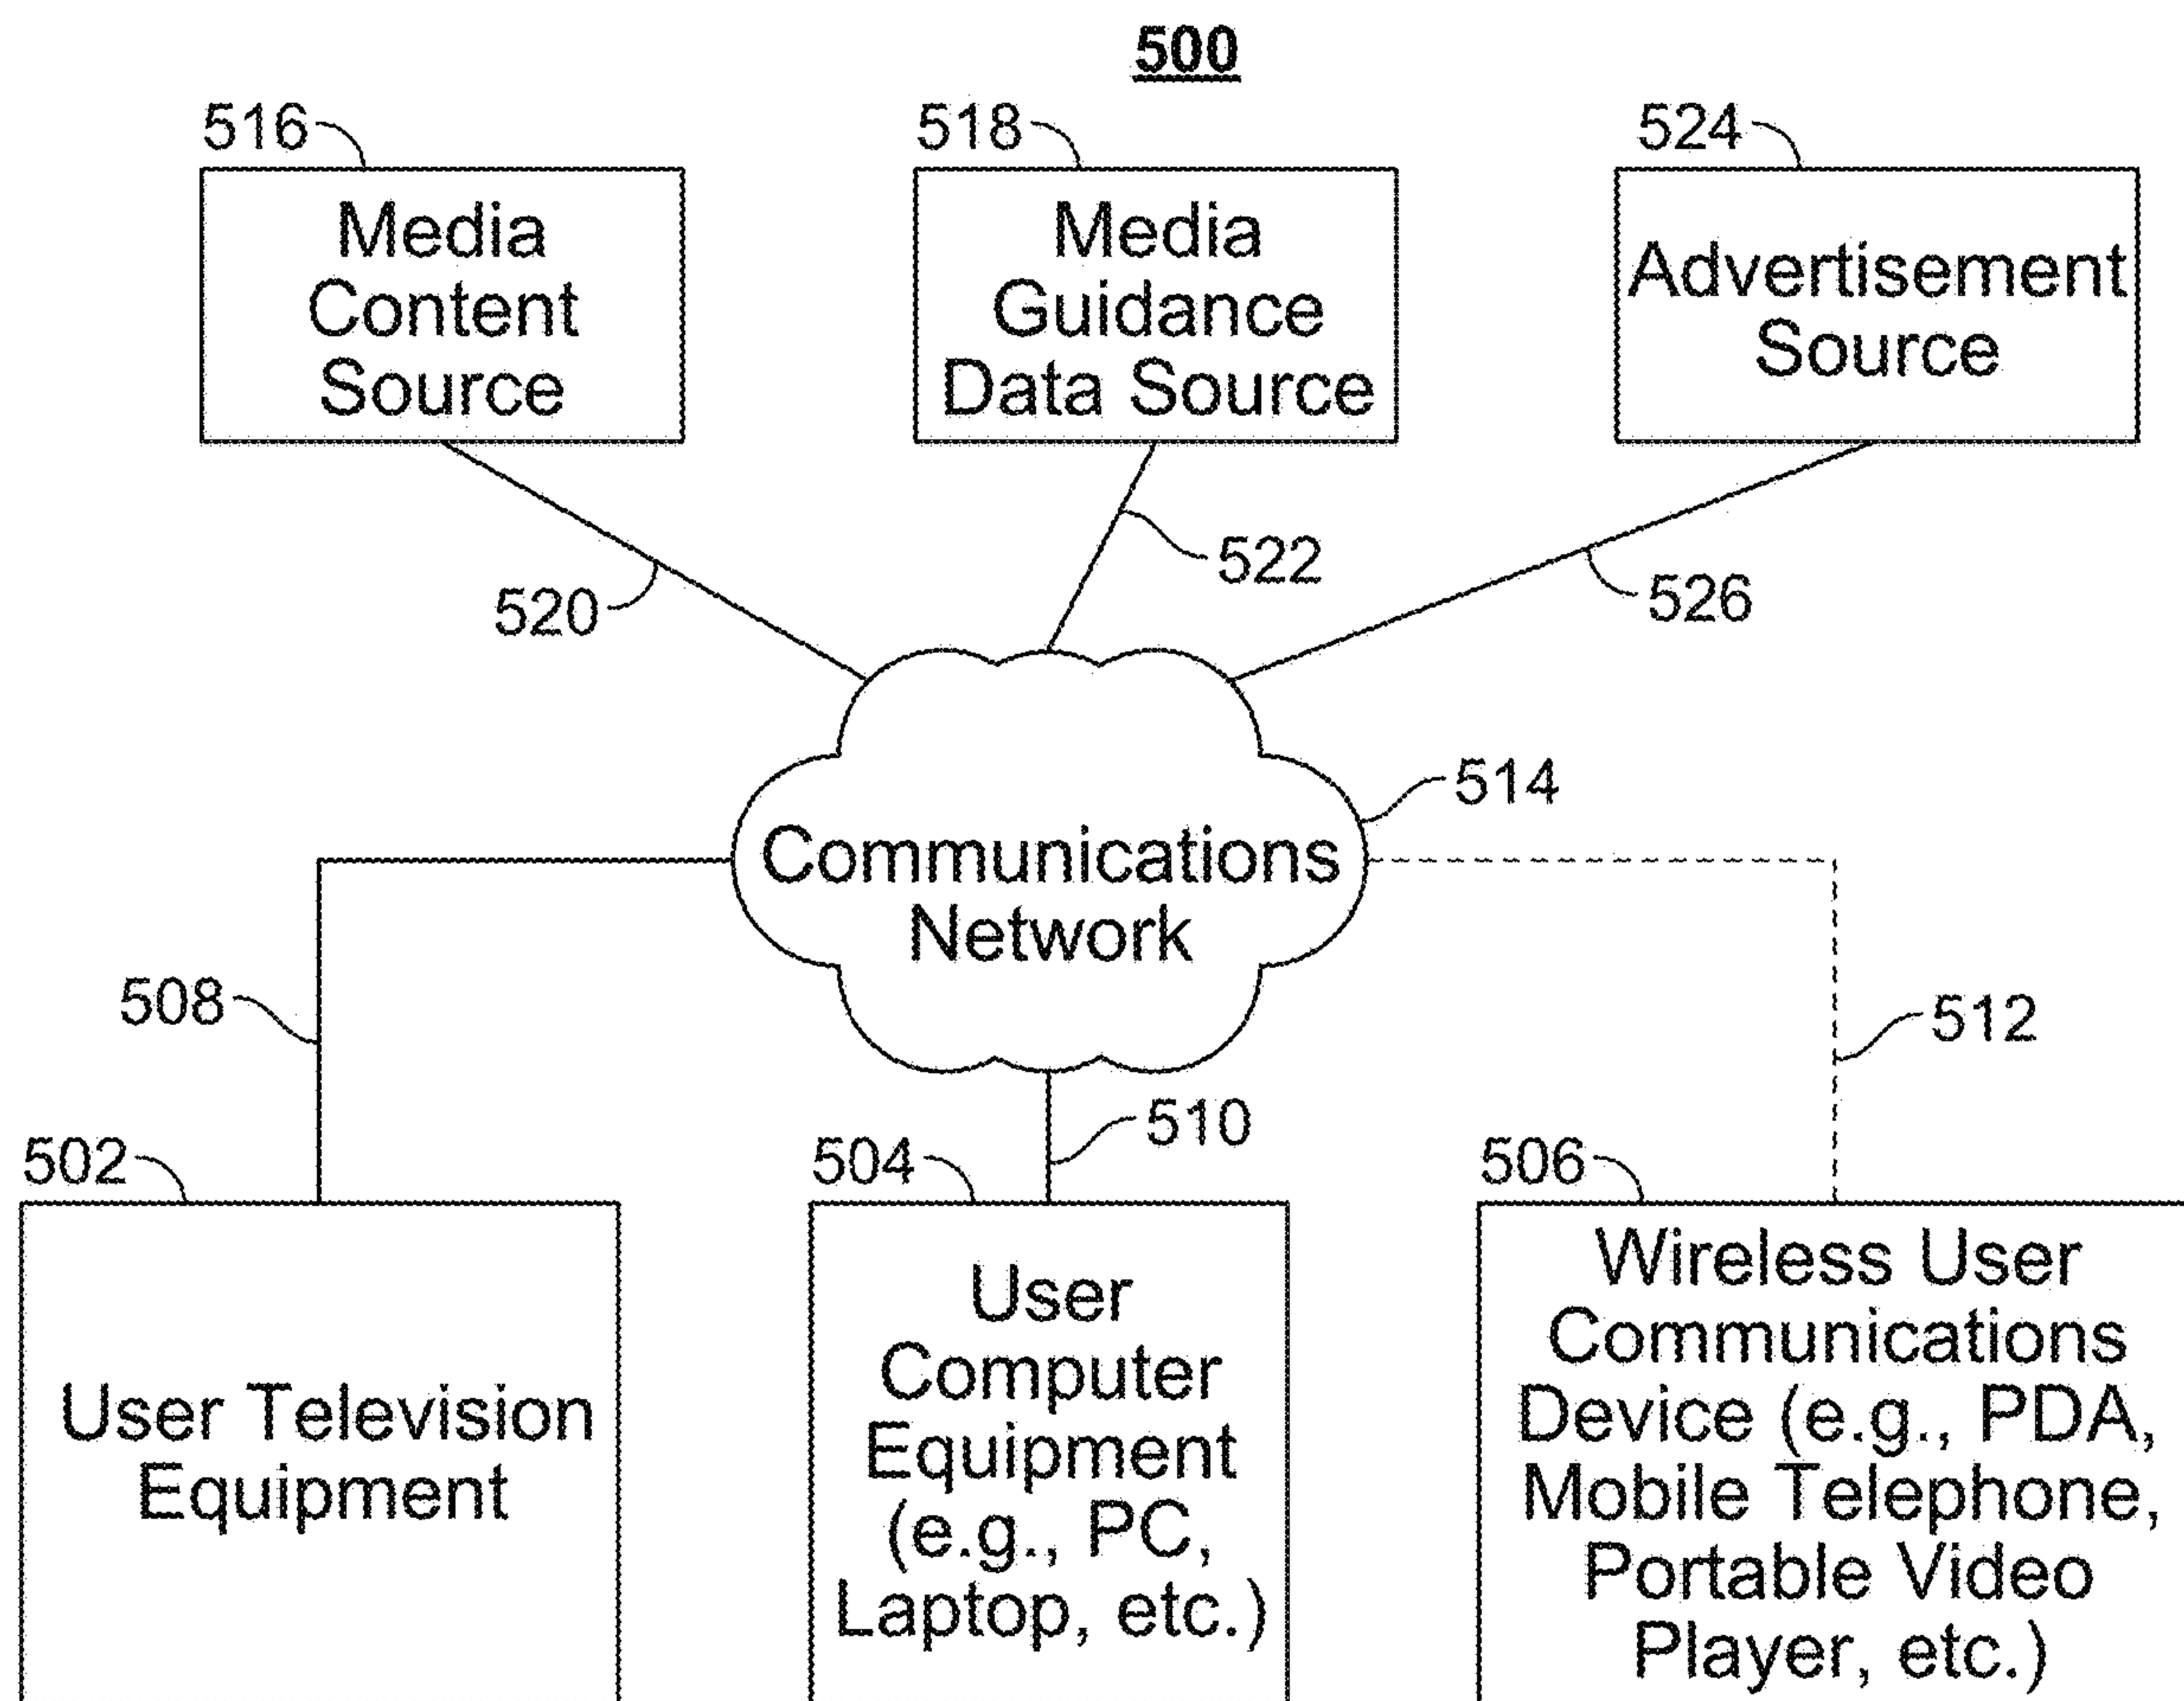 500
516
518
524
Media
Content
Source
Media
Guidance
Data Source
Advertisement
Source
520
522
526
514
Communications
Network
508
512
510
502
504
506
User Television
Equipment
User
Computer
Equipment
(e.g., PC,
Laptop, etc.)
Wireless User
Communications
Device (e.g., PDA,
Mobile Telephone,
Portable Video
Player, etc.)